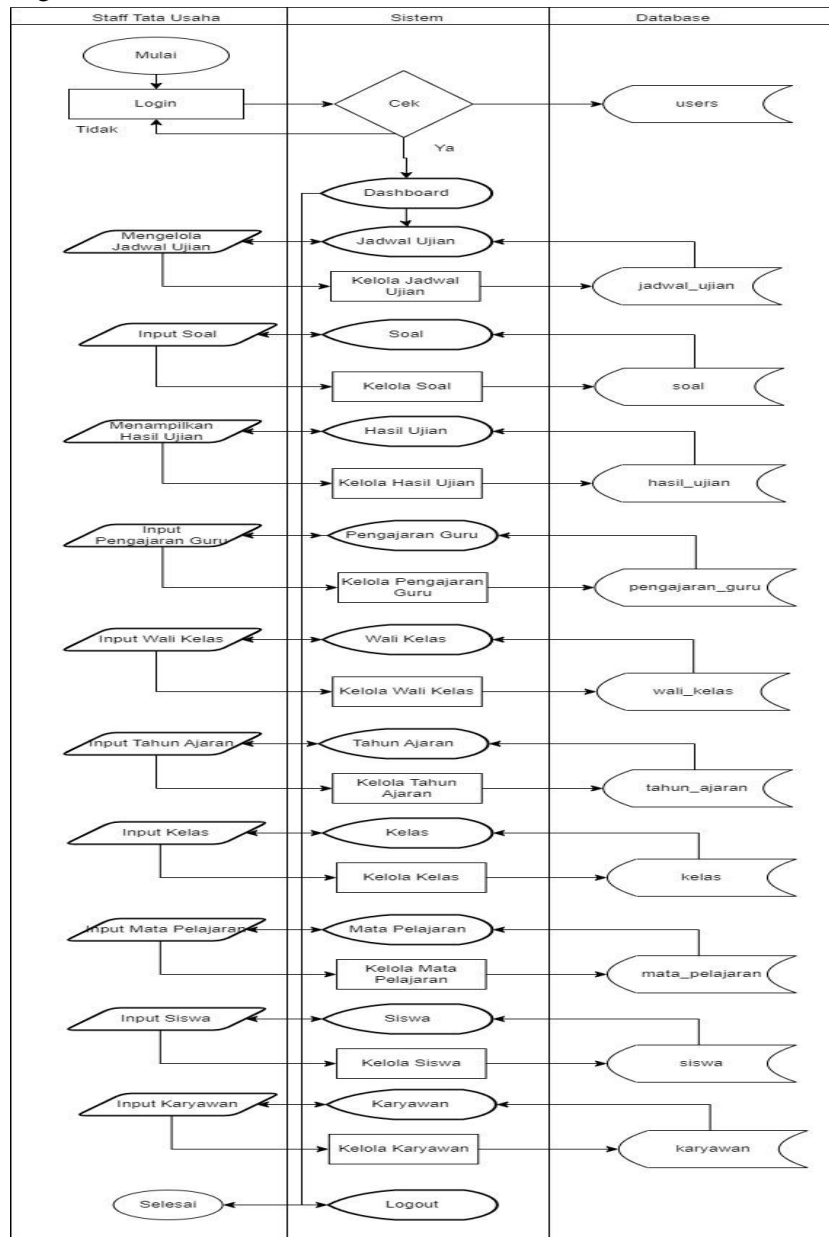 Staff Tata Usaha
Sistem
Database
Mulai
Login
Cek
users
Tidak
Ya
Dashboard
Mengelola
Jadwal Ujian
Jadwal Ujian
Kelola Jadwal
Ujian
jadwal_ujian
Input Soal
Soal
Kelola Soal
soal
Menampilkan
Hasil Ujian
Hasil Ujian
Kelola Hasil Ujian
hasil_ujian
Input
Pengajaran Guru
Pengajaran Guru
Kelola Pengajaran
Guru
pengajaran_guru
Input Wali Kelas
Wali Kelas
Kelola Wali Kelas
wali_kelas
Input Tahun Ajaran
Tahun Ajaran
Kelola Tahun
Ajaran
tahun_ajaran
Input Kelas
Kelas
Kelola Kelas
kelas
Input Mata Pelajaran
Mata Pelajaran
Kelola Mata
Pelajaran
mata_pelajaran
Input Siswa
Siswa
Kelola Siswa
siswa
Input Karyawan
Karyawan
Kelola Karyawan
karyawan
Selesai
Logout